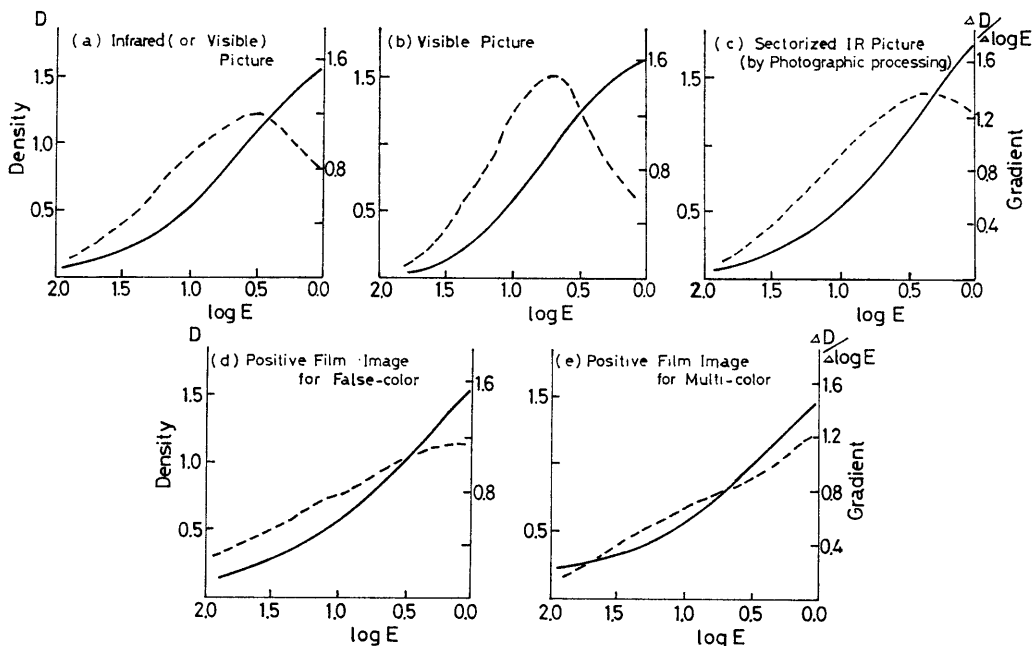 D
(a) Infrared (or Visible)
Picture
1.6
1.5
Density
1.0
0.8
0.5
2.0 1.5 1.0 0.5 0.0
log E
(b) Visible Picture
1.6
1.5
1.0
0.8
0.5
2.0 1.5 1.0 0.5 0.0
log E
Δ D
/ΔlogE
(c) Sectorized IR Picture
(by Photographic processing)
1.5
1.6
1.2
1
0.8
Gradient
0.5
0.4
2.0 1.5 1.0 0.5 0.0
log E
D
(d) Positive Film Image
for False-color
1.6
1.5
Density
1.0
0.8
0.5
2.0 1.5 1.0 0.5 0.0
log E
Δ D
/ΔlogE
(e) Positive Film Image
for Multi-color
1.6
1.5
1.2
1
0.8
Gradient
0.5
0.4
2.0 1.5 1.0 0.5 0.0
log E